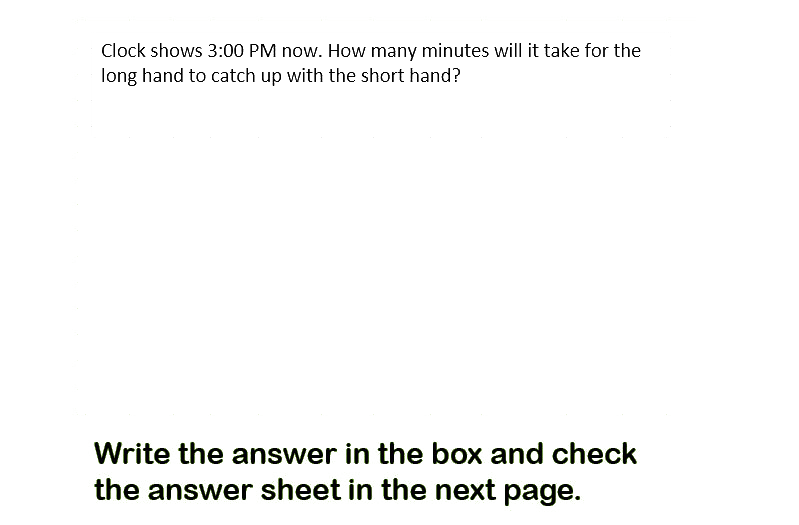 Clock shows 3:00 PM now. How many minutes will it take for the
long hand to catch up with the short hand?
Write the answer in the box and check
the answer sheet in the next page.